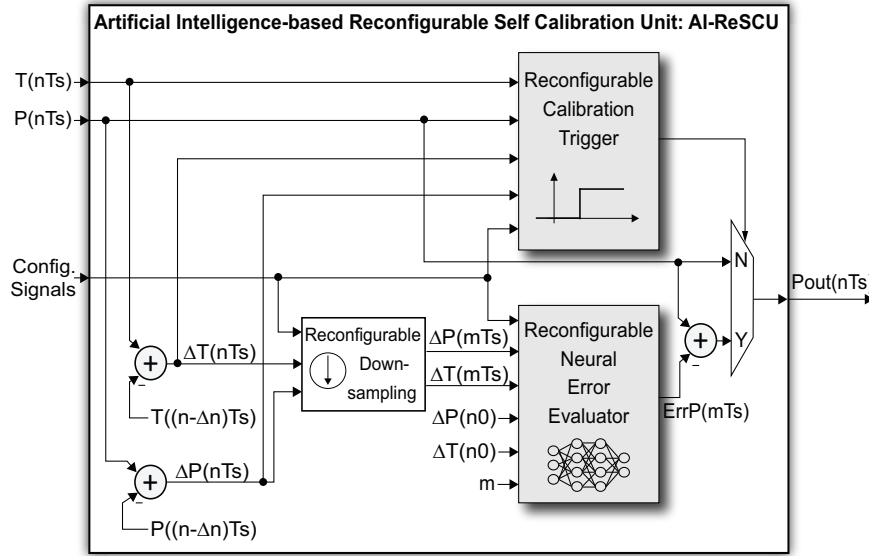 Artificial Intelligence-based Reconfigurable Self Calibration Unit: AI-ReSCU
T(nTs)
P(nTs)
Reconfigurable
Calibration
Trigger
Config.
Signals
N
Pout(nTs)
Reconfigurable
Down-
sampling
ΔP(mTs)
ΔT(mTs)
Reconfigurable
Neural
Error
Evaluator
+
-
Y
ErrP(mTs)
+
-
ΔT(nTs)
T((n-Δn)Ts)
ΔP(n0)
ΔT(n0)
m
+
-
ΔP(nTs)
P((n-Δn)Ts)